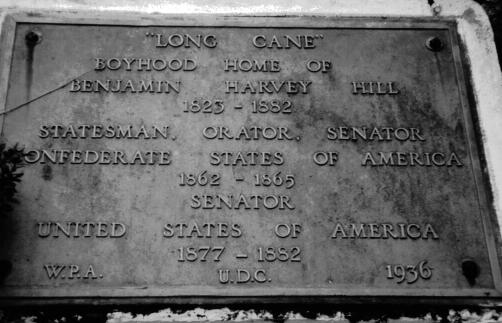 "LONG CANE"
BOYHOOD HOME OF
BENJAMIN HARVEY HILL
1823 - 1882
STATESMAN, ORATOR, SENATOR
ONFEDERATE STATES OF AMERICA
1862 - 1865
SENATOR
UNITED STATES OF AMERICA
1877 - 1882
W.P.A. U.D.C. 1936